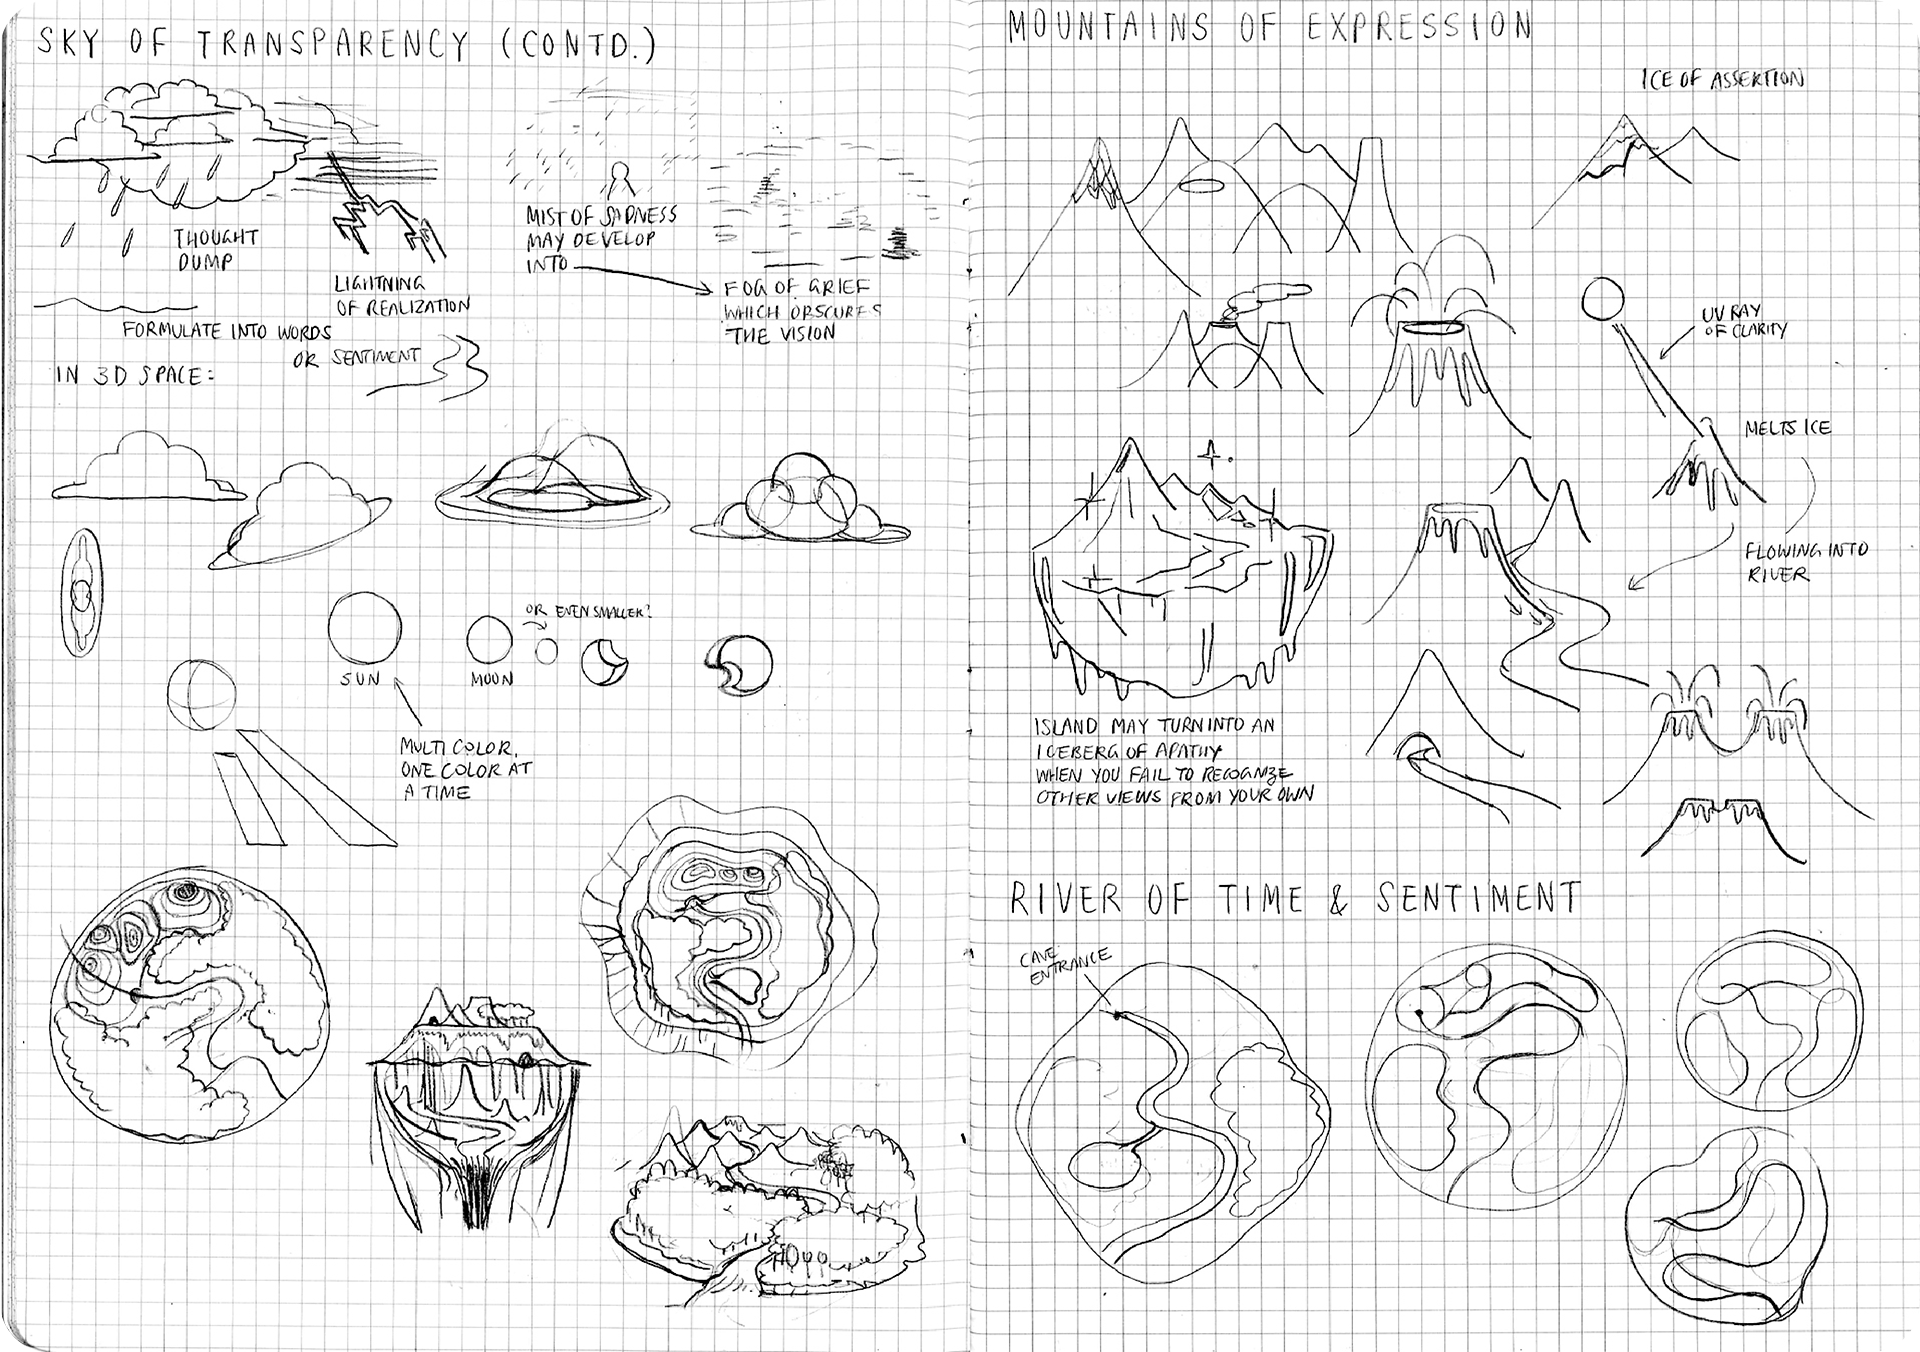 SKY OF TRANSPARENCY (CONTD.)
THOUGHT
DUMP
LIGHTNING
OF REALIZATION
FORMULATE INTO WORDS
OR SENTIMENT
MIST OF SADNESS
MAY DEVELOP
INTO
FOG OF GRIEF
WHICH OBSCURES
THE VISION
IN 3D SPACE:
OR EVEN SMALLER?
SUN
MOON
MULTI COLOR,
ONE COLOR AT
A TIME
MOUNTAINS OF EXPRESSION
ICE OF ASSERTION
UV RAY
OF CLARITY
MELTS ICE
FLOWING INTO
RIVER
ISLAND MAY TURN INTO AN
ICEBERG OF APATHY
WHEN YOU FAIL TO RECOGNIZE
OTHER VIEWS FROM YOUR OWN
RIVER OF TIME & SENTIMENT
CAVE
ENTRANCE